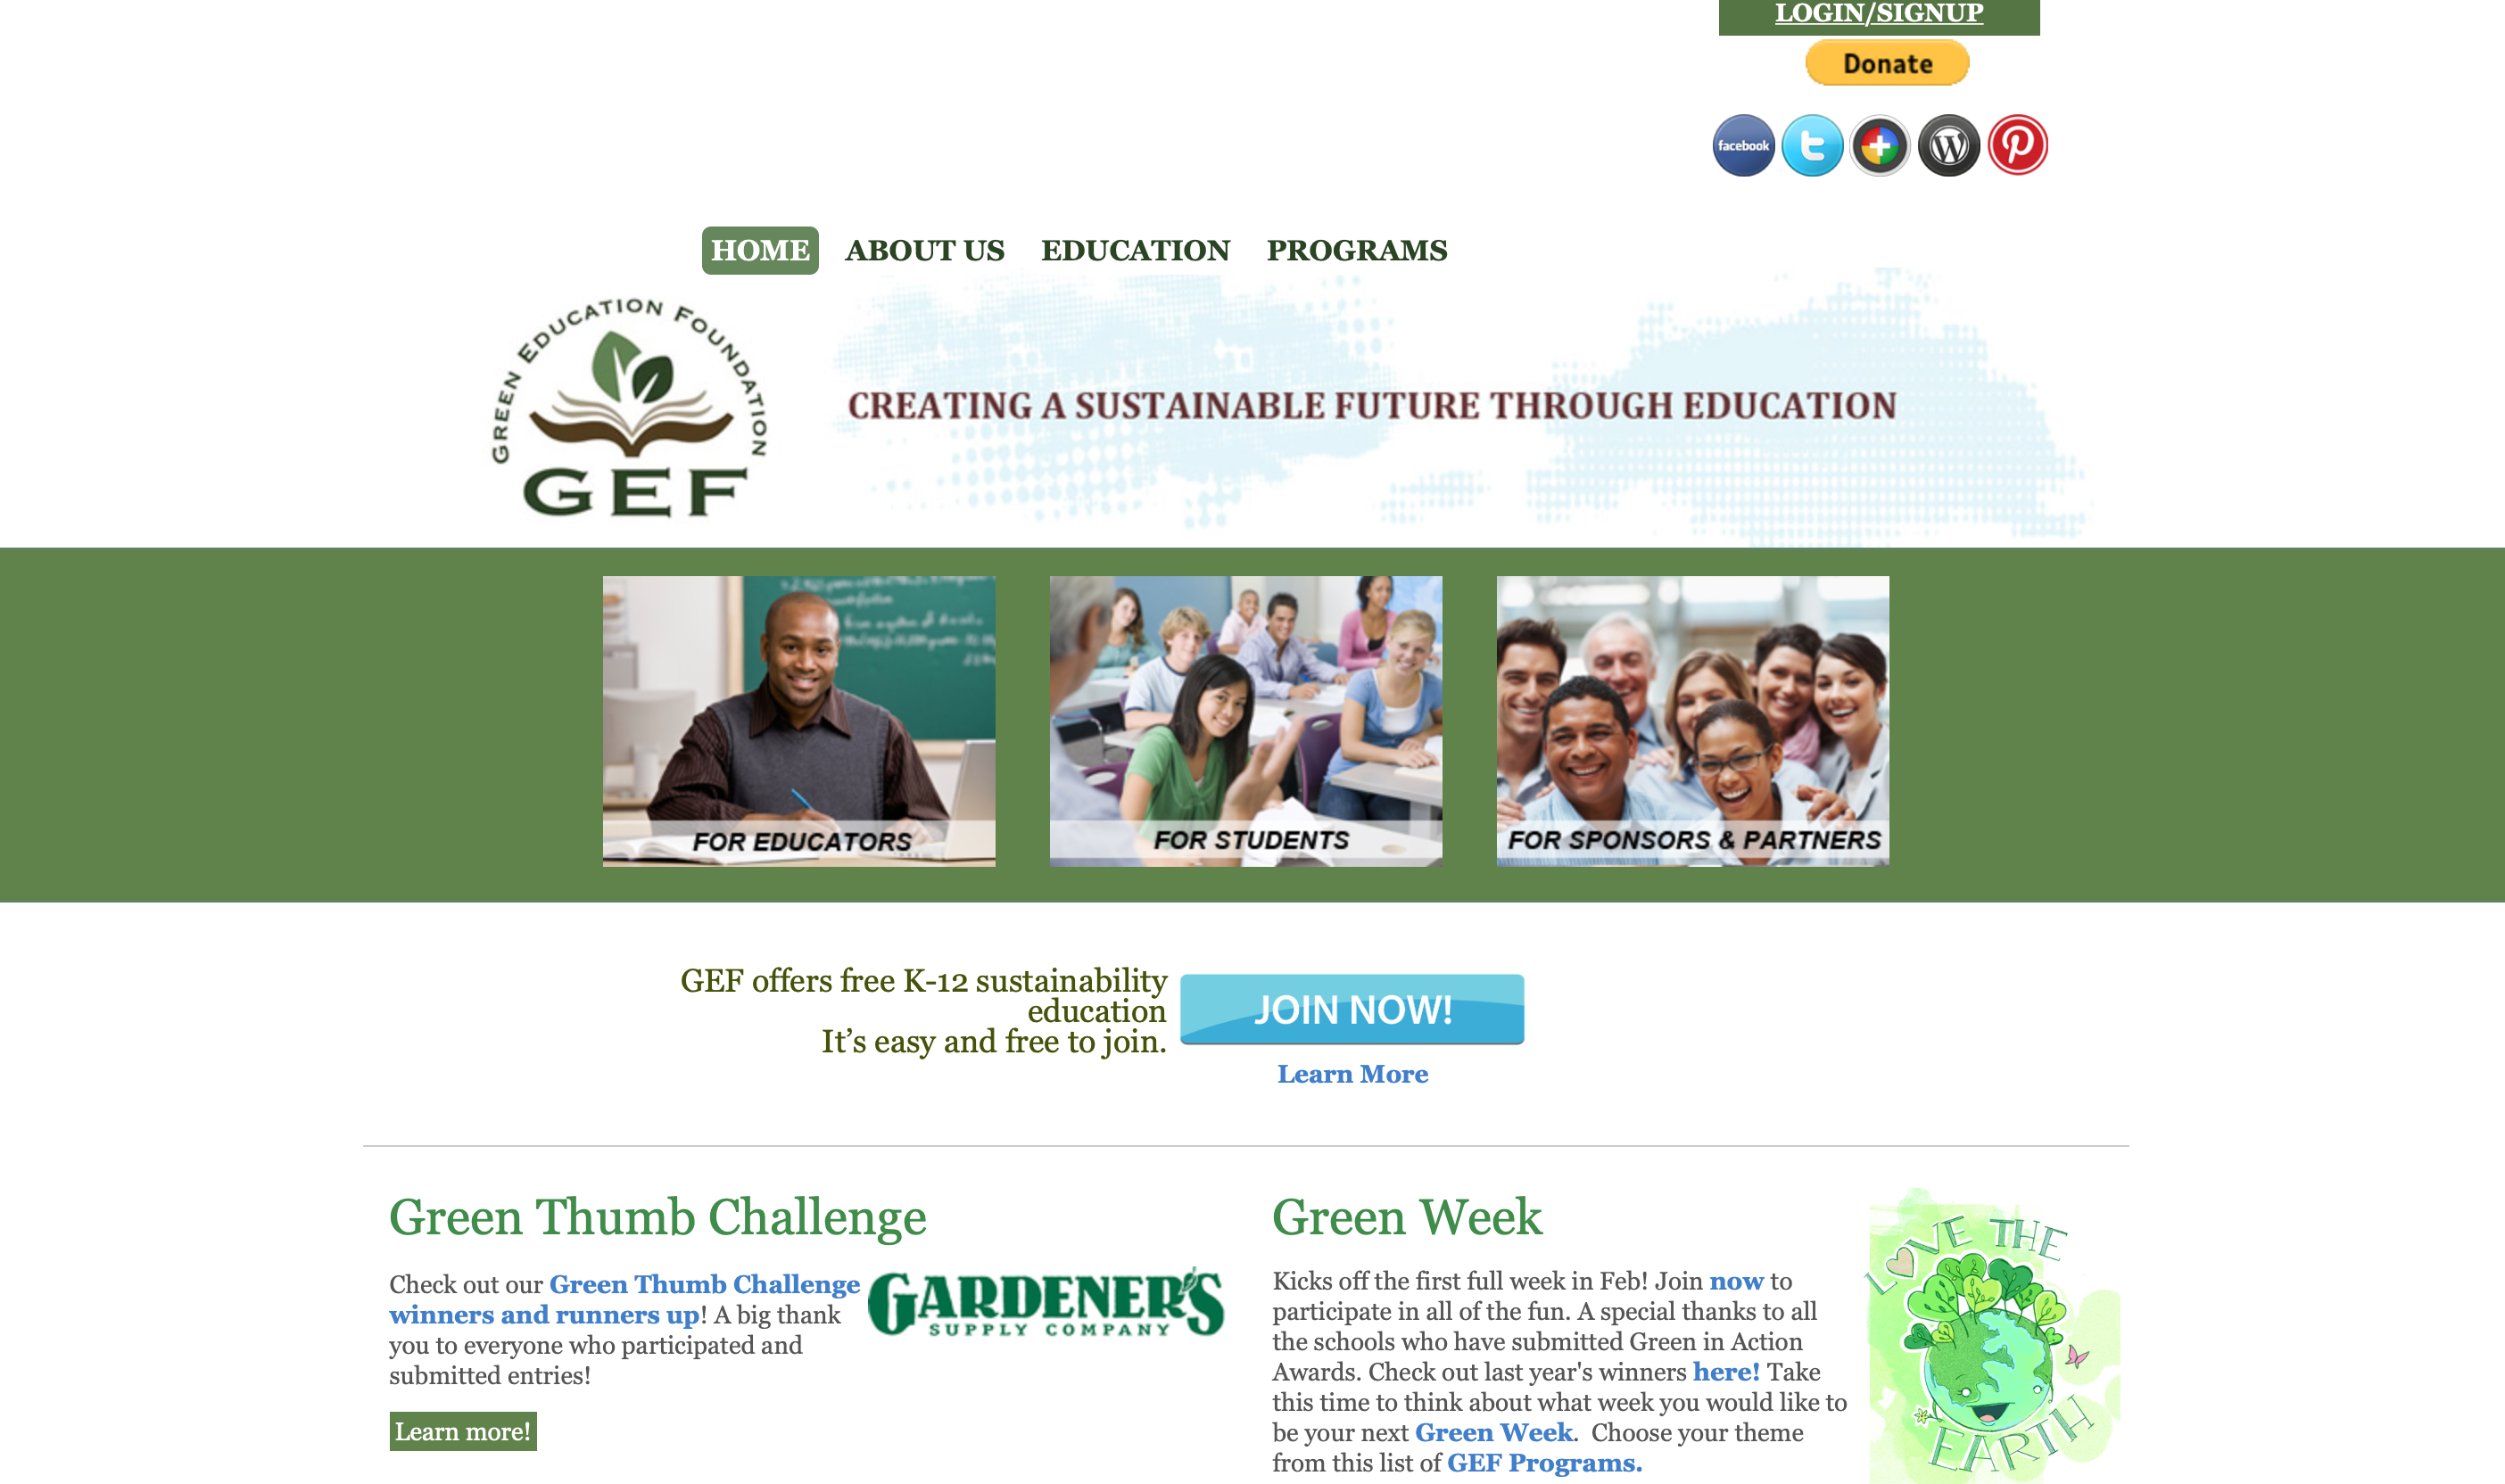 LOGIN/SIGNUP
Donate
facebook
HOME ABOUT US EDUCATION PROGRAMS
GREEN EDUCATION FOUNDATION
GEF
CREATING A SUSTAINABLE FUTURE THROUGH EDUCATION
FOR EDUCATORS
FOR STUDENTS
FOR SPONSORS & PARTNERS
GEF offers free K-12 sustainability
education
It’s easy and free to join.
JOIN NOW!
Learn More
Green Thumb Challenge
Check out our Green Thumb Challenge
winners and runners up! A big thank
you to everyone who participated and
submitted entries!
GARDENER'S
SUPPLY COMPANY
Learn more!
Green Week
Kicks off the first full week in Feb! Join now to
participate in all of the fun. A special thanks to all
the schools who have submitted Green in Action
Awards. Check out last year's winners here! Take
this time to think about what week you would like to
be your next Green Week.  Choose your theme
from this list of GEF Programs.
LOVE THE
EARTH